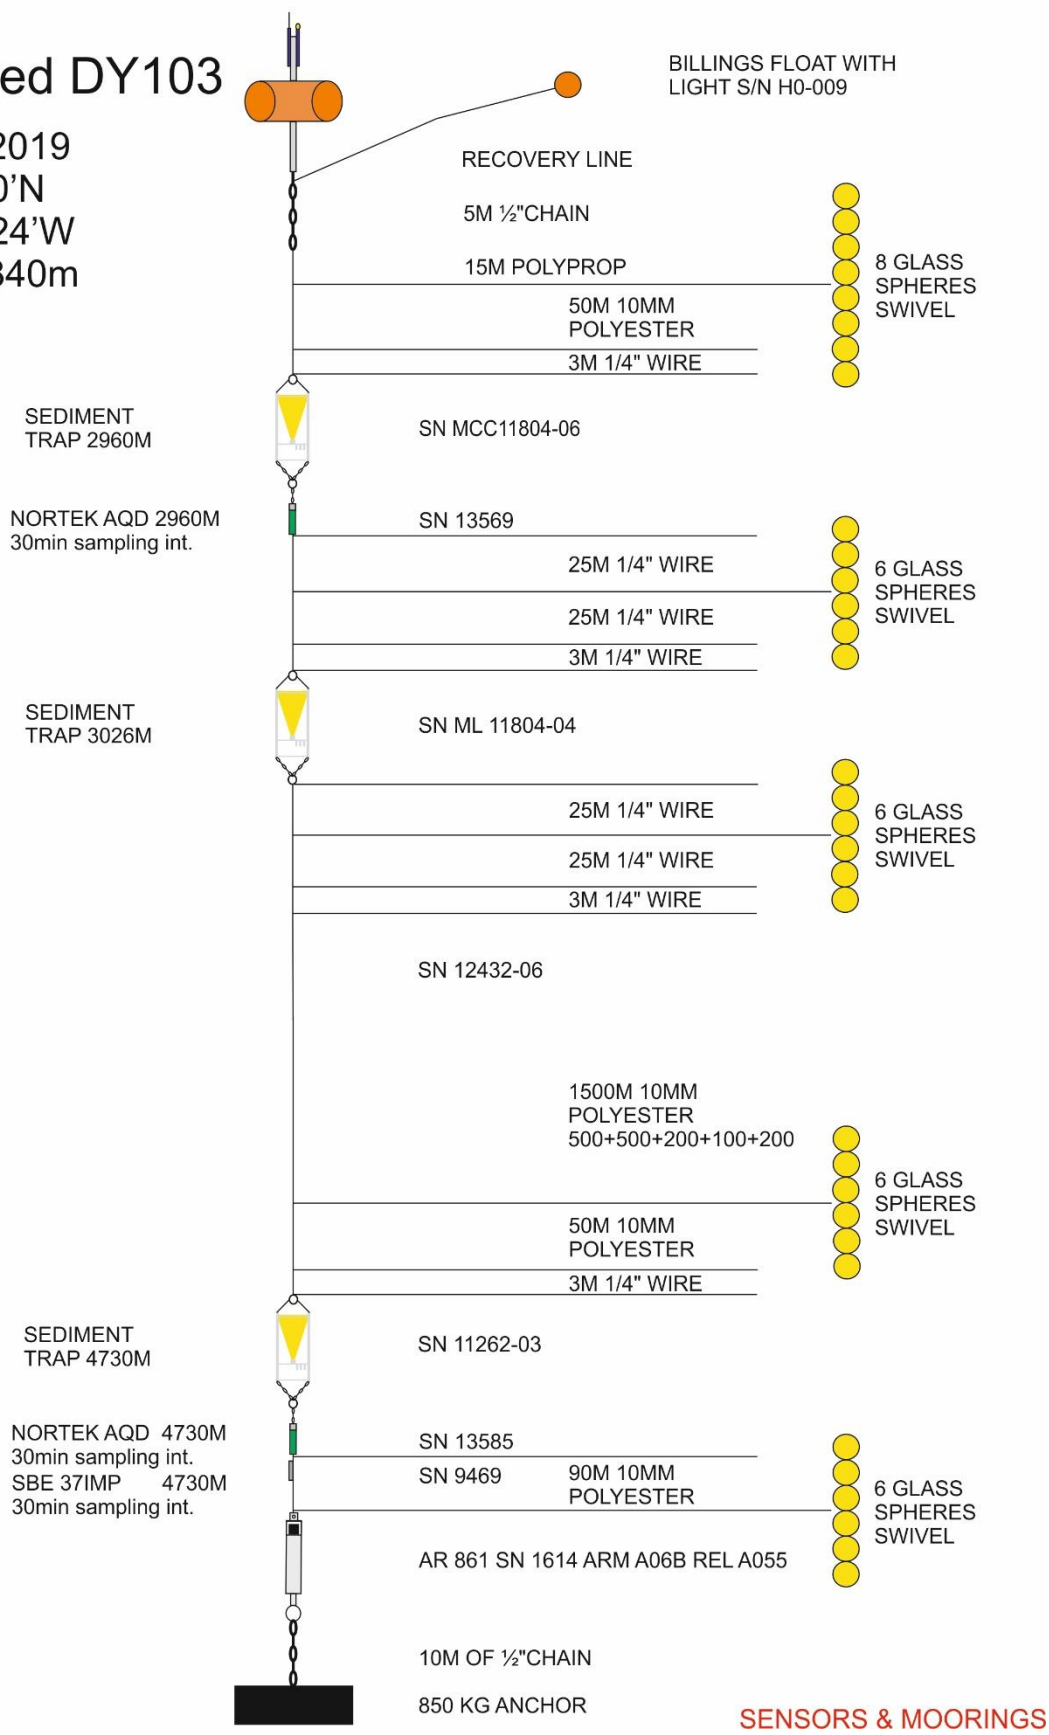 ed DY103
2019
0’N
24’W
840m
BILLINGS FLOAT WITH
LIGHT S/N H0-009
RECOVERY LINE
5M ½"CHAIN
15M POLYPROP
8 GLASS
SPHERES
SWIVEL
50M 10MM
POLYESTER
3M 1/4" WIRE
SEDIMENT
TRAP 2960M
SN MCC11804-06
NORTEK AQD 2960M
30min sampling int.
SN 13569
25M 1/4" WIRE
6 GLASS
SPHERES
SWIVEL
25M 1/4" WIRE
3M 1/4" WIRE
SEDIMENT
TRAP 3026M
SN ML 11804-04
25M 1/4" WIRE
6 GLASS
SPHERES
SWIVEL
25M 1/4" WIRE
3M 1/4" WIRE
SN 12432-06
1500M 10MM
POLYESTER
500+500+200+100+200
6 GLASS
SPHERES
SWIVEL
50M 10MM
POLYESTER
3M 1/4" WIRE
SEDIMENT
TRAP 4730M
SN 11262-03
NORTEK AQD 4730M
30min sampling int.
SBE 37IMP 4730M
30min sampling int.
SN 13585
SN 9469
90M 10MM
POLYESTER
6 GLASS
SPHERES
SWIVEL
AR 861 SN 1614 ARM A06B REL A055
10M OF ½"CHAIN
850 KG ANCHOR
SENSORS & MOORINGS